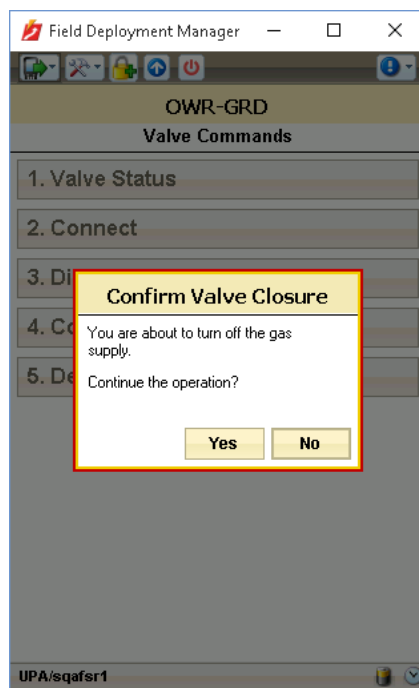 Field Deployment Manager
OWR-GRD
Valve Commands
1. Valve Status
2. Connect
3. Di
4. Co
5. De
Confirm Valve Closure
You are about to turn off the gas
supply.
Continue the operation?
Yes No
UPA/sqafsr1